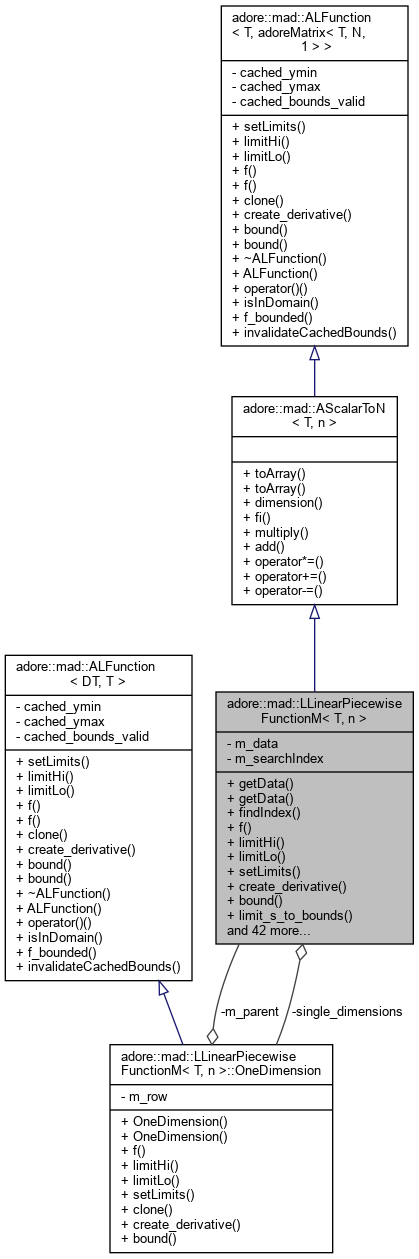 adore::mad::ALFunction
< T, adoreMatrix< T, N,
1 > >
- cached_ymin
- cached_ymax
- cached_bounds_valid
+ setLimits()
+ limitHi()
+ limitLo()
+ f()
+ f()
+ clone()
+ create_derivative()
+ bound()
+ bound()
+ ~ALFunction()
+ ALFunction()
+ operator()()
+ isInDomain()
+ f_bounded()
+ invalidateCachedBounds()
adore::mad::AScalarToN
< T, n >
+ toArray()
+ toArray()
+ dimension()
+ fi()
+ multiply()
+ add()
+ operator*=()
+ operator+=()
+ operator-=()
adore::mad::ALFunction
< DT, T >
- cached_ymin
- cached_ymax
- cached_bounds_valid
+ setLimits()
+ limitHi()
+ limitLo()
+ f()
+ f()
+ clone()
+ create_derivative()
+ bound()
+ bound()
+ ~ALFunction()
+ ALFunction()
+ operator()()
+ isInDomain()
+ f_bounded()
+ invalidateCachedBounds()
adore::mad::LLinearPiecewise
FunctionM< T, n >
- m_data
- m_searchIndex
+ getData()
+ getData()
+ findIndex()
+ f()
+ limitHi()
+ limitLo()
+ setLimits()
+ create_derivative()
+ bound()
+ limit_s_to_bounds()
and 42 more...
-m_parent
-single_dimensions
adore::mad::LLinearPiecewise
FunctionM< T, n >::OneDimension
- m_row
+ OneDimension()
+ OneDimension()
+ f()
+ limitHi()
+ limitLo()
+ setLimits()
+ clone()
+ create_derivative()
+ bound()